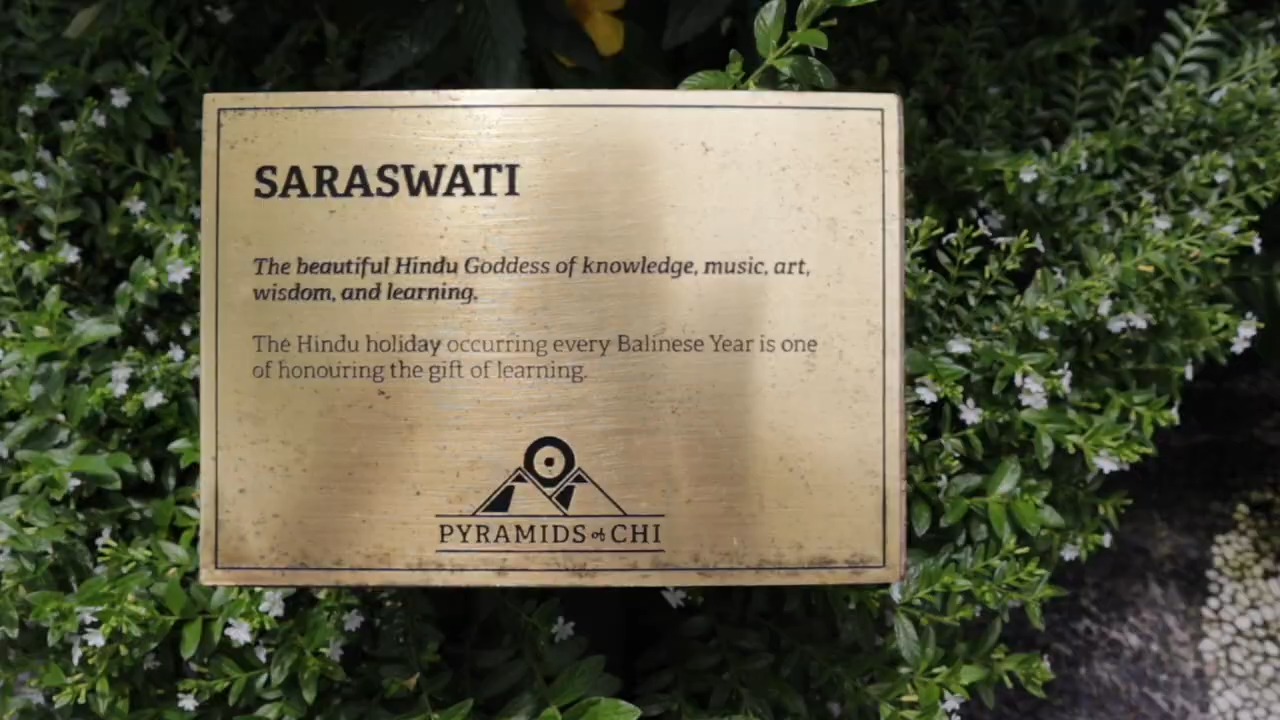 SARASWATI
The beautiful Hindu Goddess of knowledge, music, art,
wisdom, and learning.
The Hindu holiday occurring every Balinese Year is one
of honouring the gift of learning.
PYRAMIDS of CHI